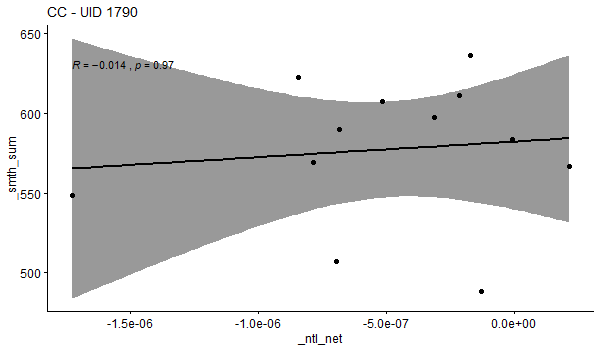 CC - UID 1790
R = −0.014 , p = 0.97
650
600
550
500
_smth_sum
-1.5e-06 -1.0e-06 -5.0e-07 0.0e+00
_ntl_net